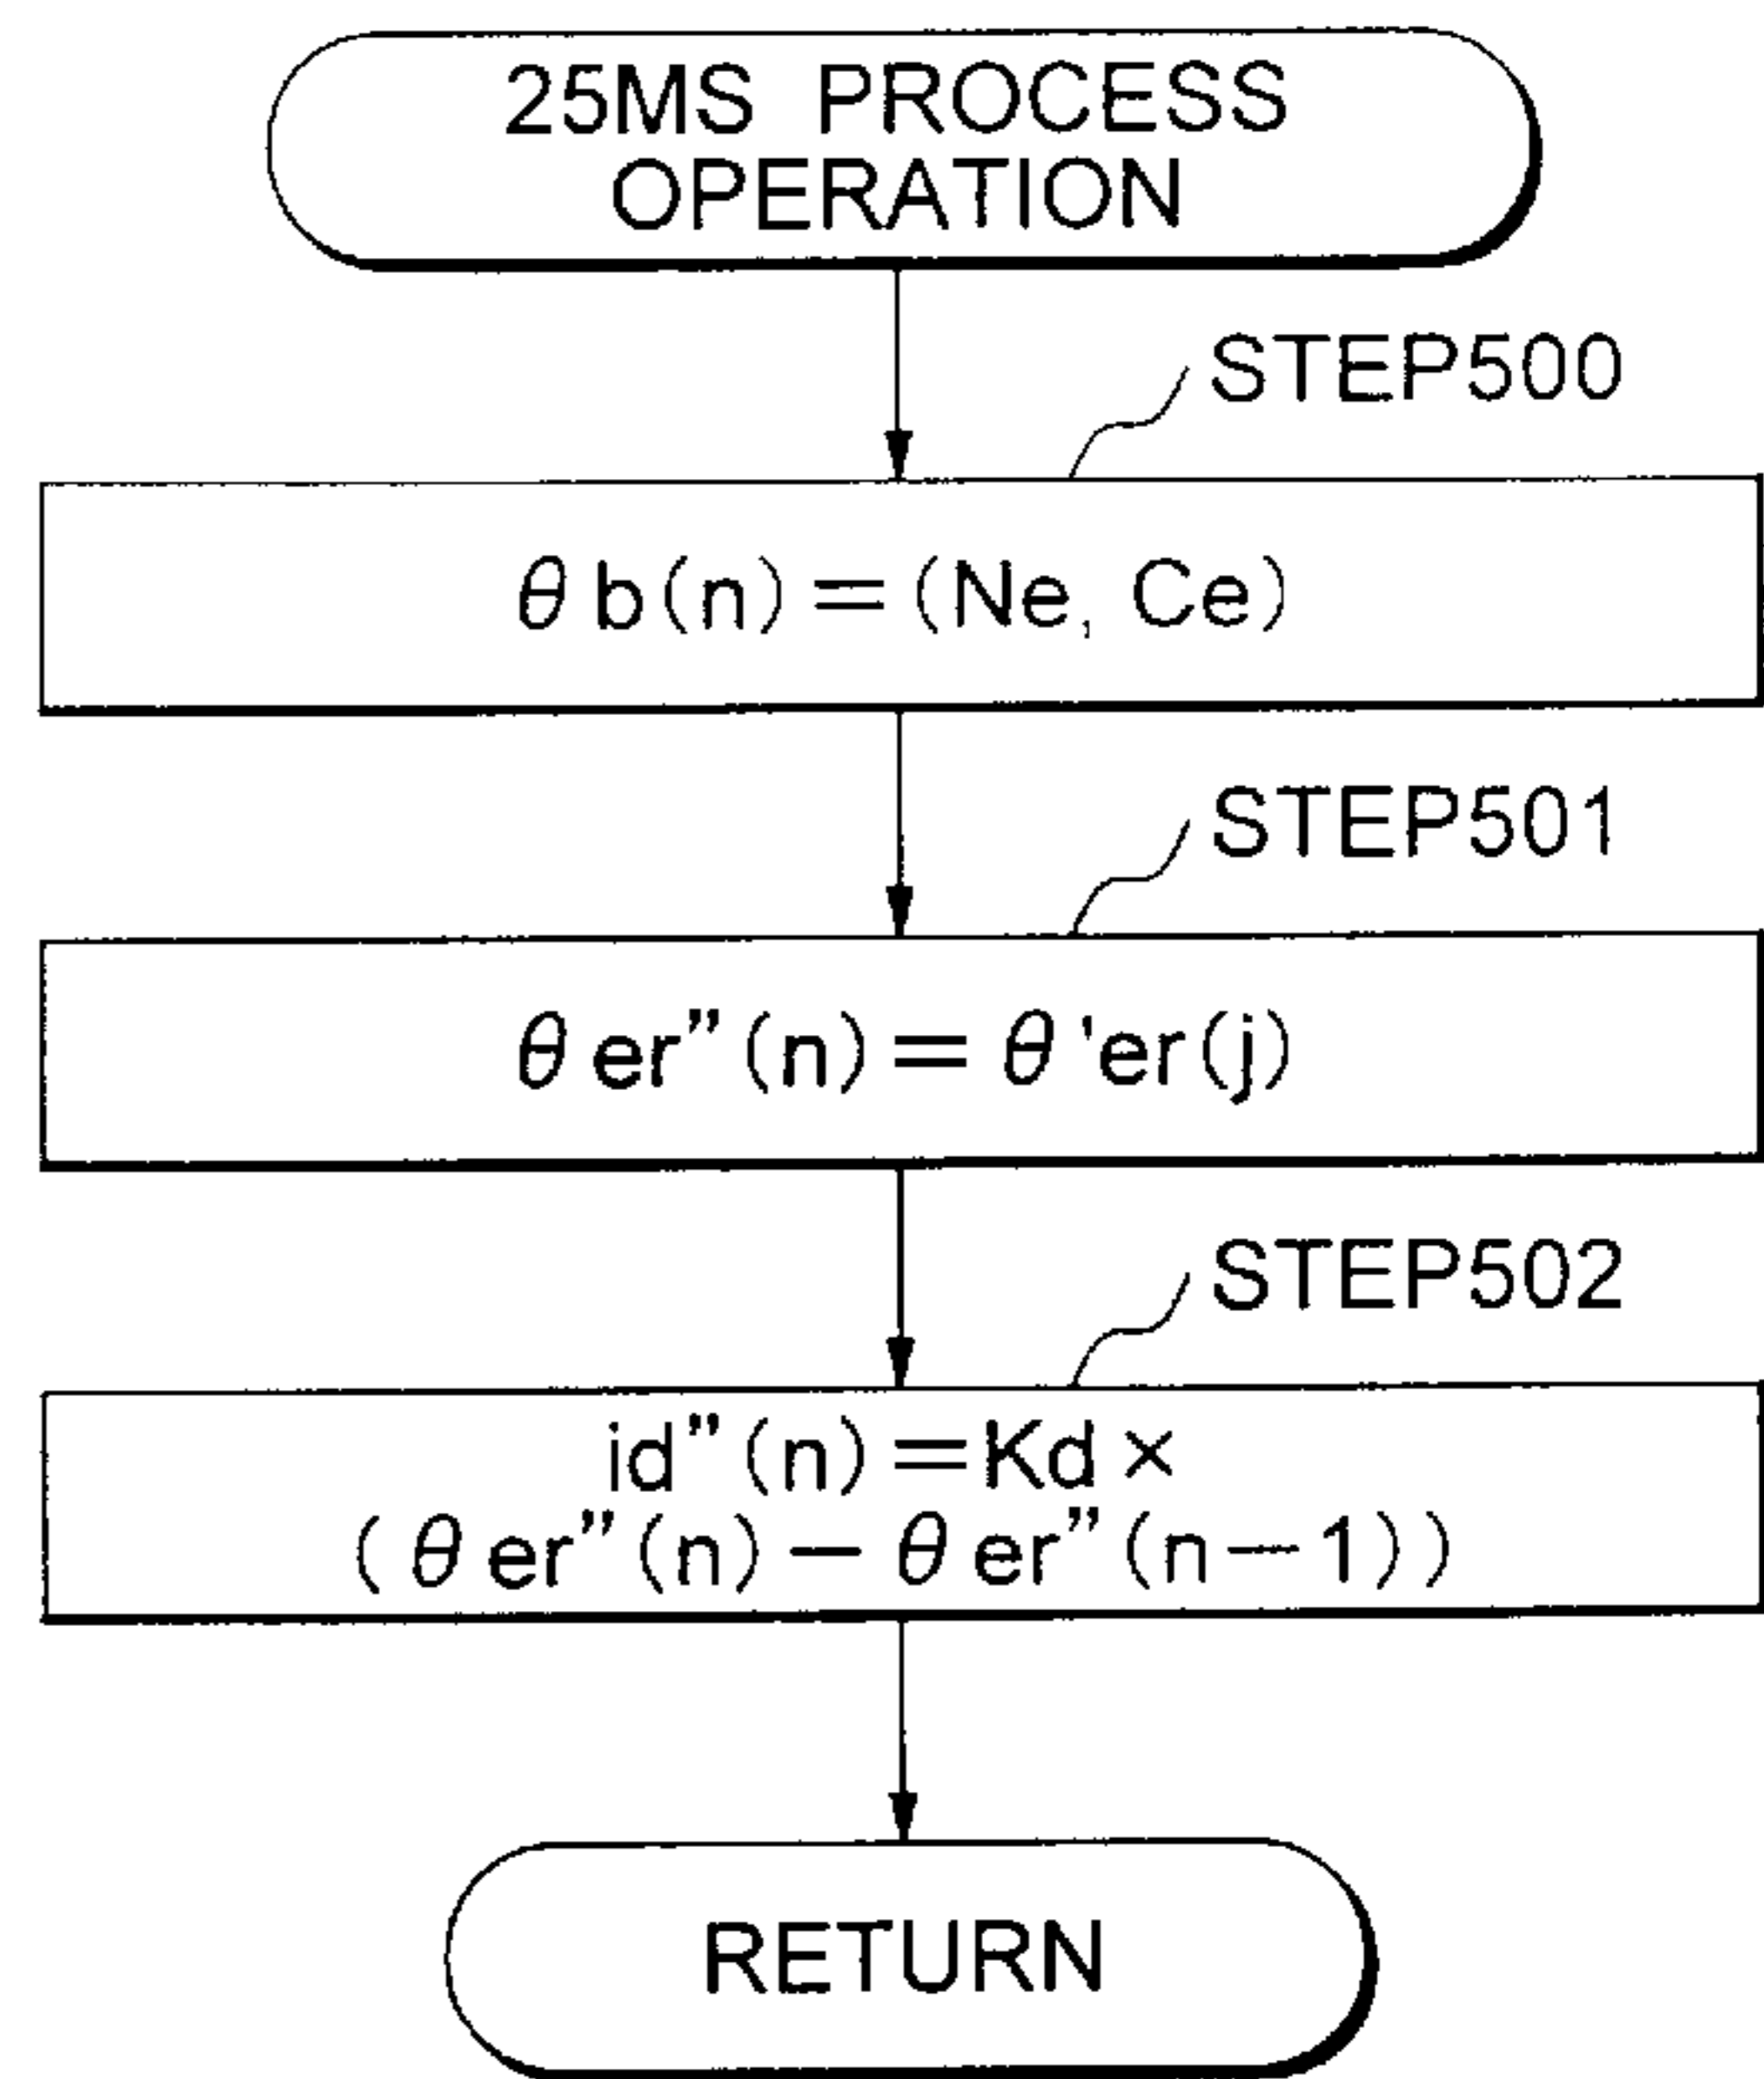 25MS PROCESS
OPERATION
STEP500
θb(n)=(Ne, Ce)
STEP501
θer”(n)=θ'er(j)
STEP502
id”(n)=Kd×
(θer”(n)−θer”(n−1))
RETURN